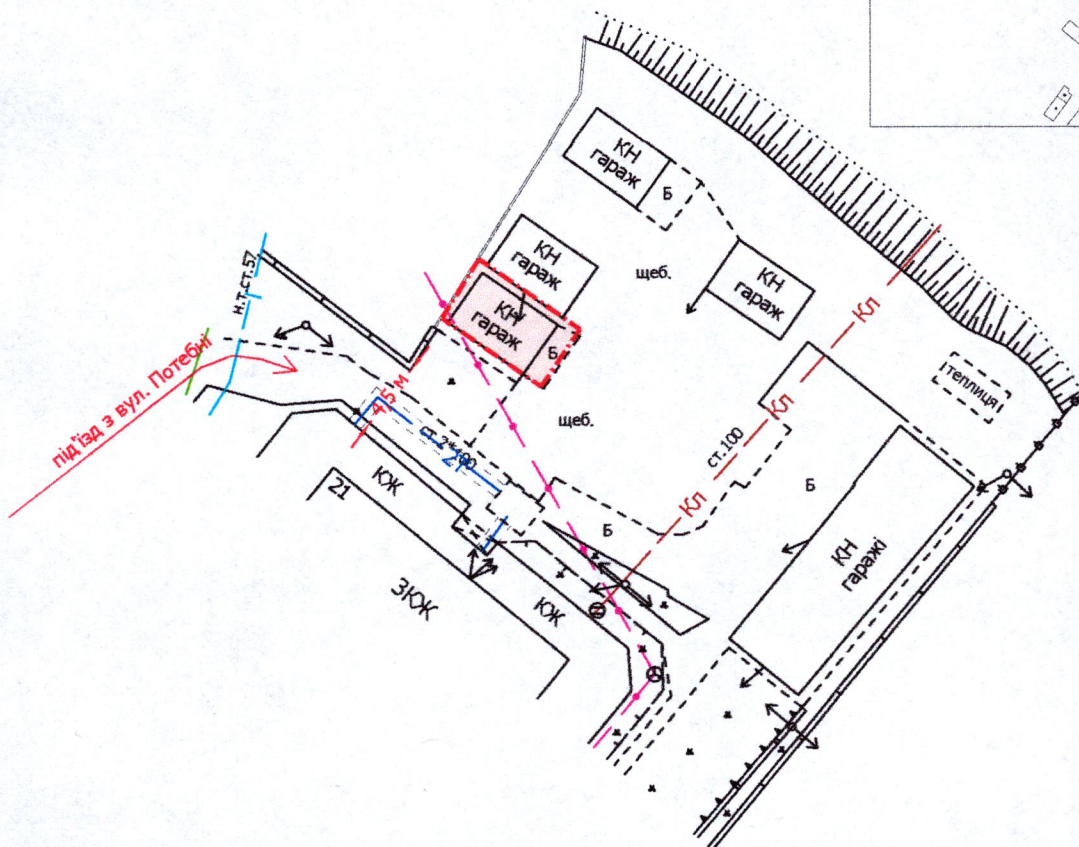 КН
гараж
Б
КН
гараж
щеб.
КН
гараж
н.т.ст.57
КН
гараж
Б
Кл
під'їзд з вул. Потебні
теплиця
4,5 м
щеб.
Кл
ст.100
ст.2*100
2Т
КЖ
21
Кл
Б
Б
КН
гаражі
3КЖ
КЖ